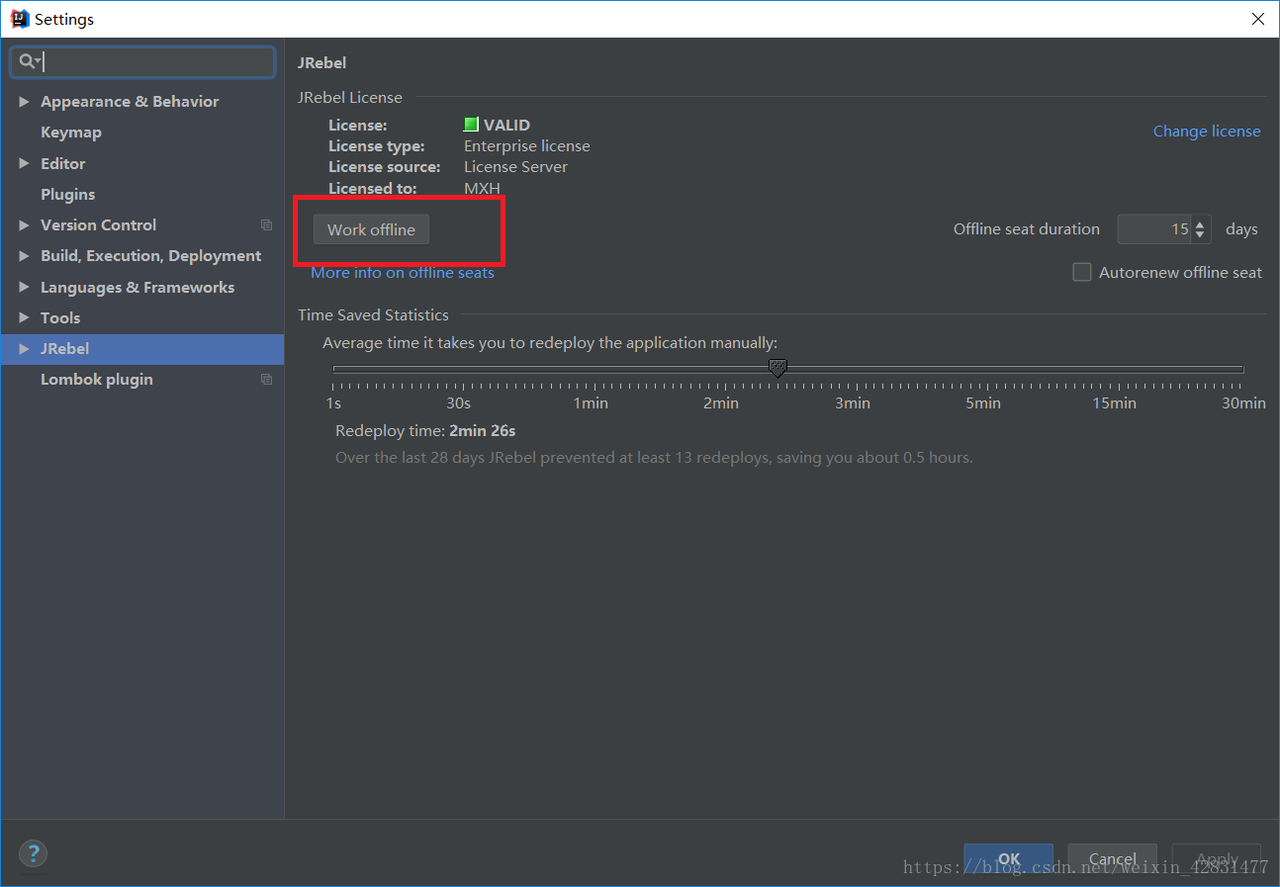 Settings
JRebel
Appearance & Behavior
Keymap
Editor
Plugins
Version Control
Build, Execution, Deployment
Languages & Frameworks
Tools
JRebel
Lombok plugin
JRebel License
License: VALID
License type: Enterprise license
License source: License Server
Licensed to: MXH
Change license
Work offline
Offline seat duration 15 days
More info on offline seats
Autorenew offline seat
Time Saved Statistics
Average time it takes you to redeploy the application manually:
1s 30s 1min 2min 3min 5min 15min 30min
Redeploy time: 2min 26s
Over the last 28 days JRebel prevented at least 13 redeploys, saving you about 0.5 hours.
?
OK Cancel Apply
https://blog.csdn.net/weixin_42831477